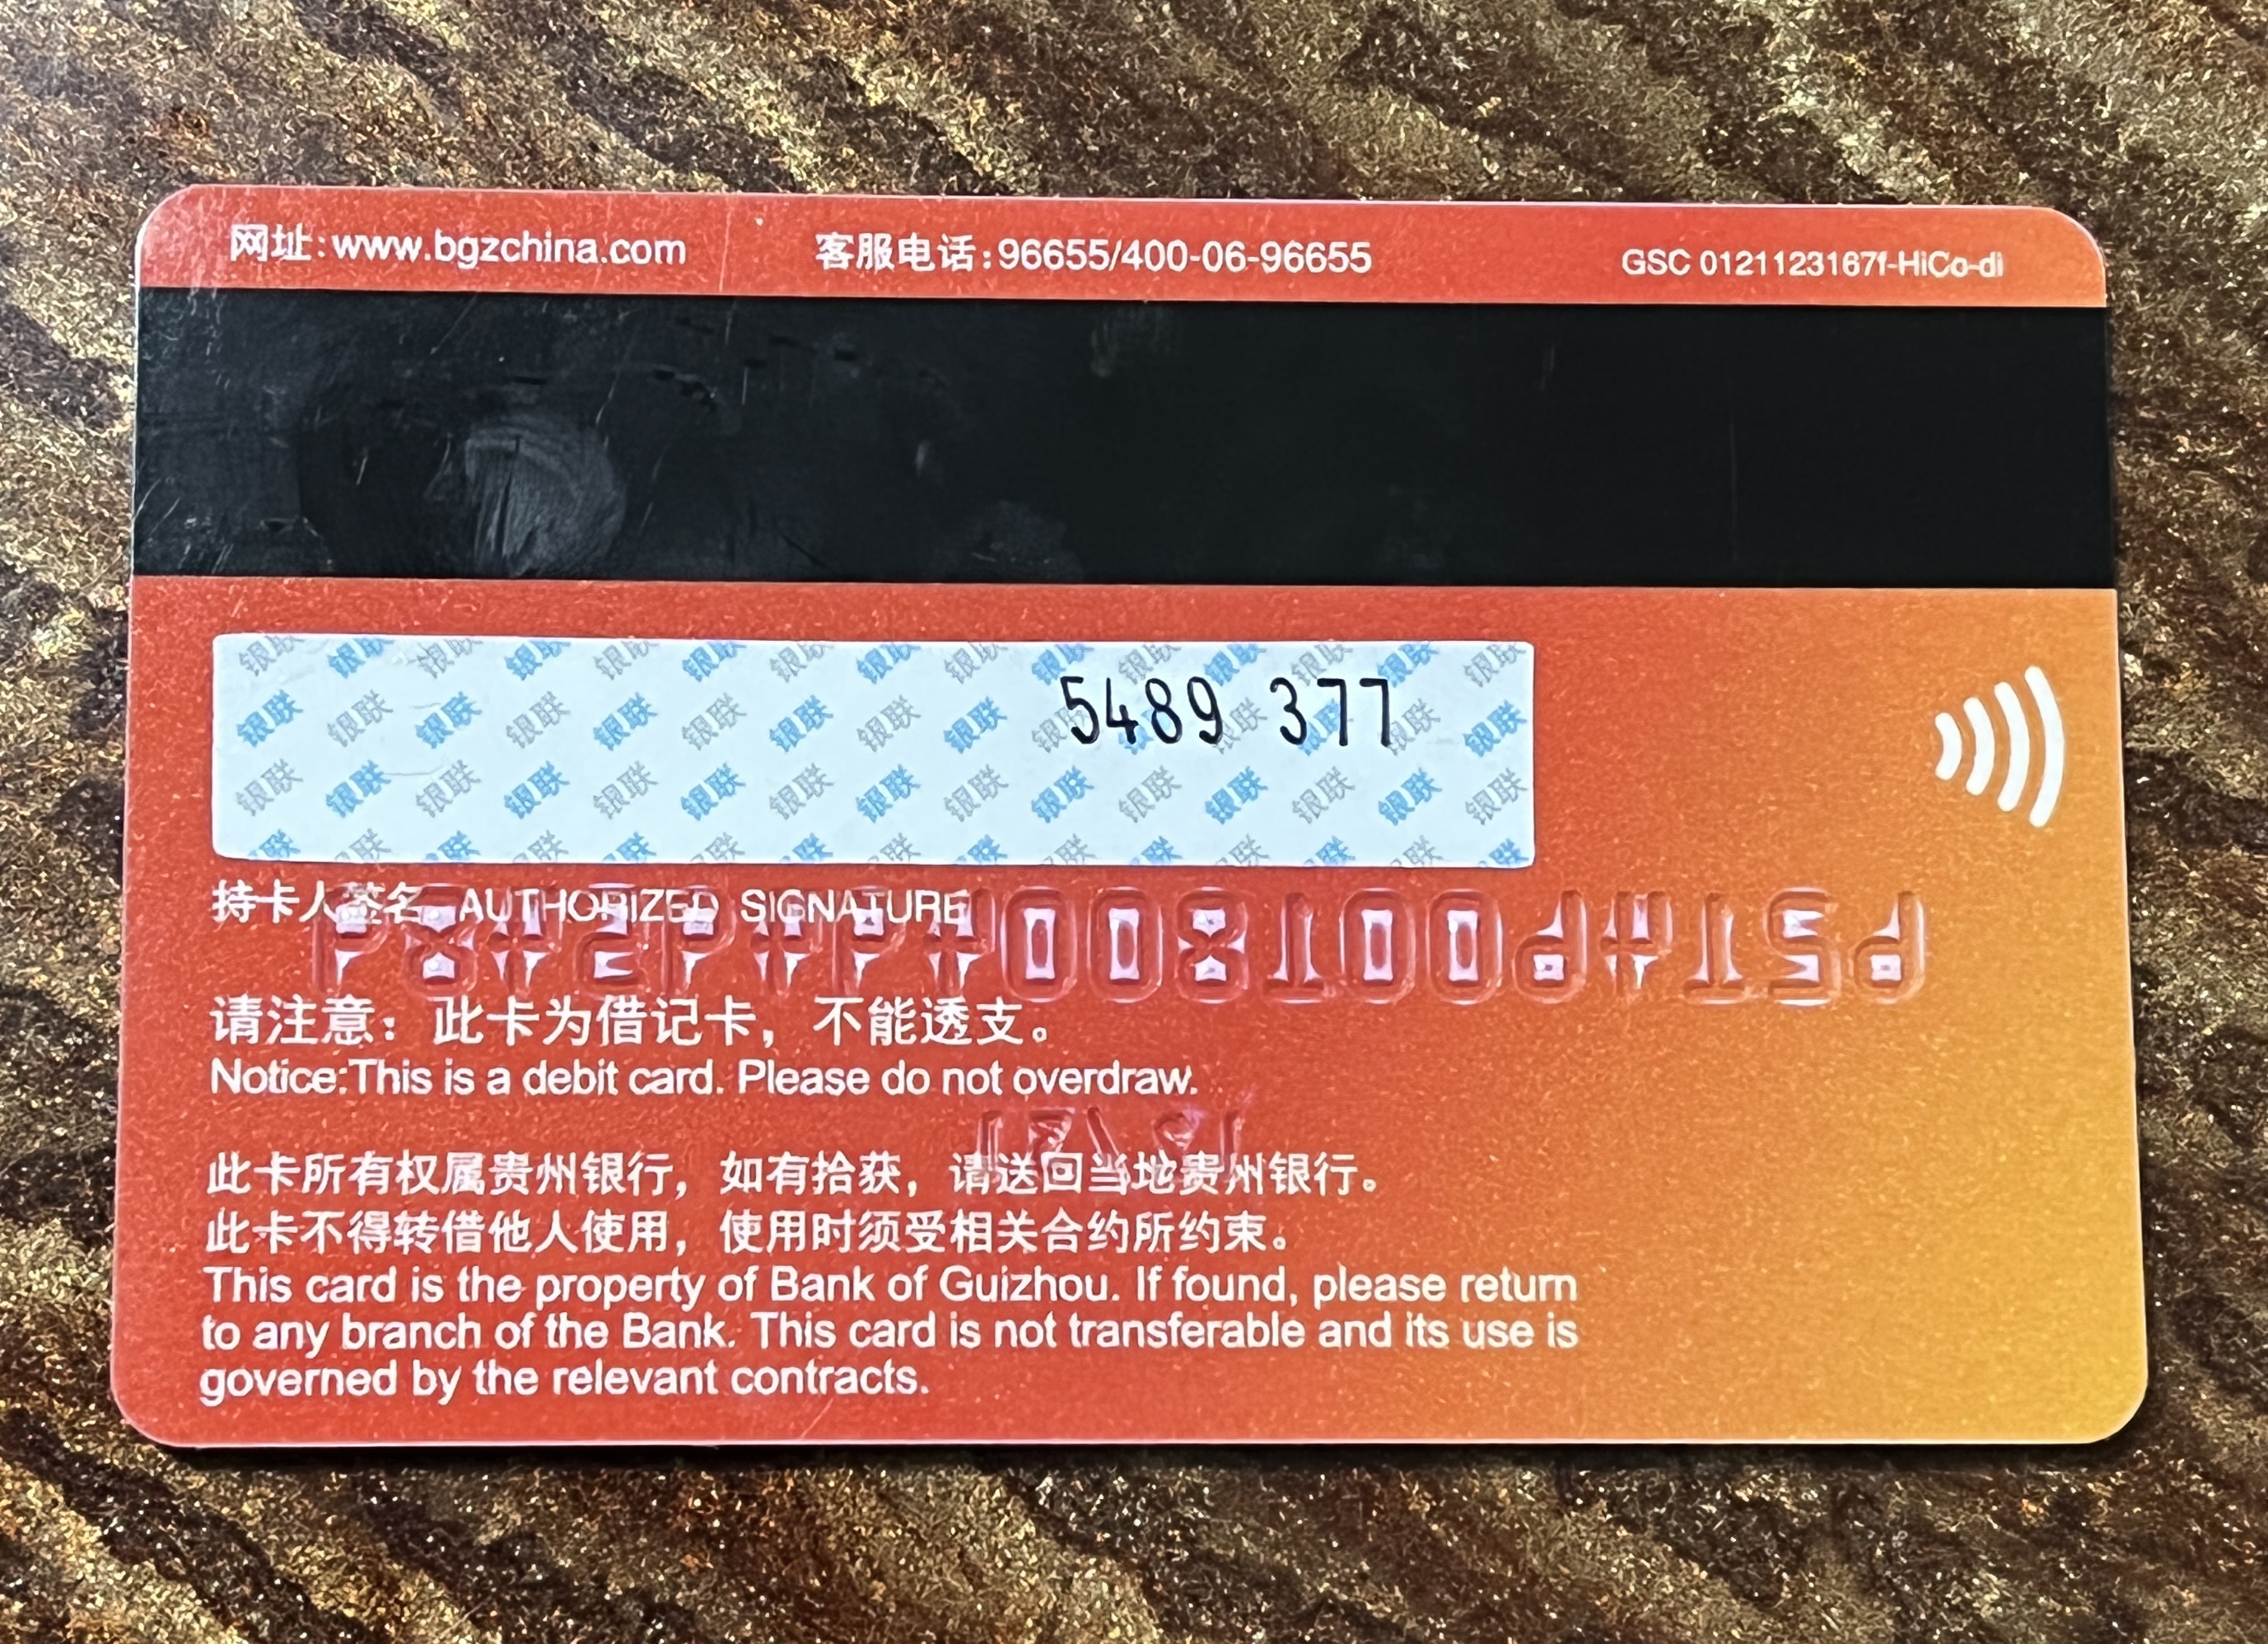 网址:www.bgzchina.com 客服电话:96655/400-06-96655 GSC 0121123167f-HiCo-di
5489 377
持卡人签名 AUTHORIZED SIGNATURE
请注意：此卡为借记卡，不能透支。
Notice:This is a debit card. Please do not overdraw.
此卡所有权属贵州银行，如有拾获，请送回当地贵州银行。
此卡不得转借他人使用，使用时须受相关合约所约束。
This card is the property of Bank of Guizhou. If found, please return
to any branch of the Bank. This card is not transferable and its use is
governed by the relevant contracts.